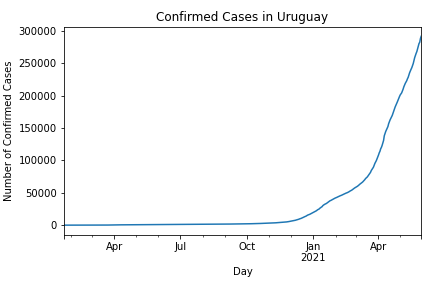 Confirmed Cases in Uruguay
Number of Confirmed Cases
300000
250000
200000
150000
100000
50000
0
Apr
Jul
Oct
Jan
2021
Apr
Day